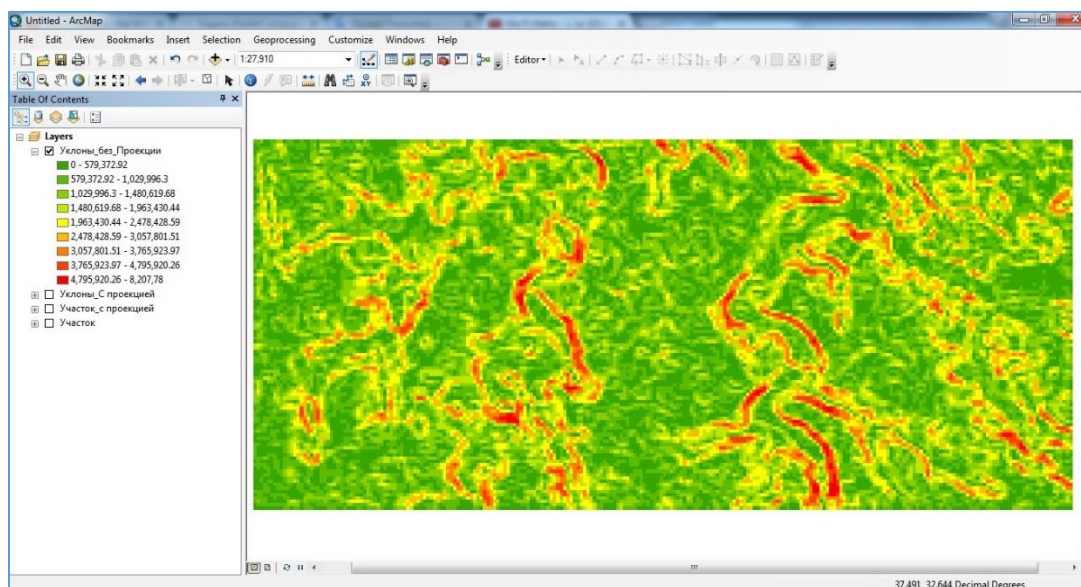 Untitled - ArcMap
File Edit View Bookmarks Insert Selection Geoprocessing Customize Windows Help
1:27,910
Editor
Table Of Contents
Layers
Уклоны_без_Проекции
0 - 579,372.92
579,372.92 - 1,029,996.3
1,029,996.3 - 1,480,619.68
1,480,619.68 - 1,963,430.44
1,963,430.44 - 2,478,428.59
2,478,428.59 - 3,057,801.51
3,057,801.51 - 3,765,923.97
3,765,923.97 - 4,795,920.26
4,795,920.26 - 8,207,78
Уклоны_С проекцией
Участок_с проекцией
Участок
37,491 32,644 Decimal Degrees